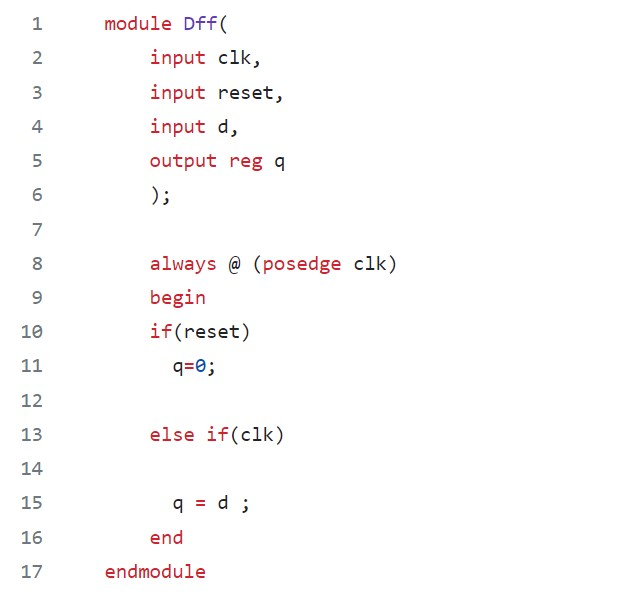 1 module Dff(
2 input clk,
3 input reset,
4 input d,
5 output reg q
6 );
7
8 always @ (posedge clk)
9 begin
10 if(reset)
11 q=0;
12
13 else if(clk)
14
15 q = d ;
16 end
17 endmodule